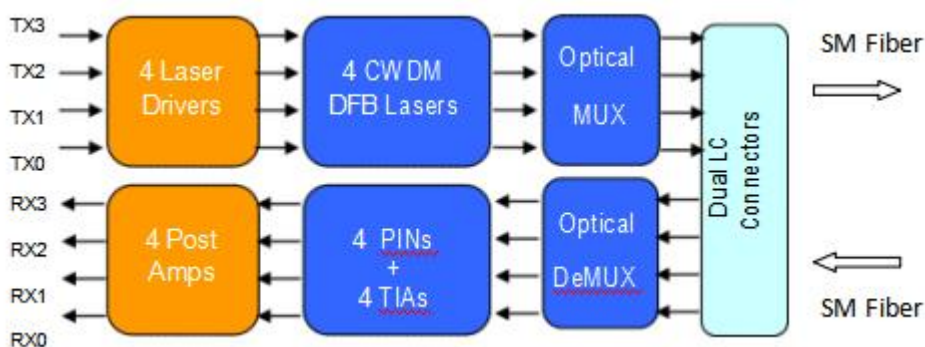 TX3
TX2
TX1
TX0
4 Laser
Drivers
4 CWDM
DFB Lasers
Optical
MUX
Dual LC
Connectors
SM Fiber
RX3
RX2
RX1
RX0
4 Post
Amps
4 PINs
+
4 TIAs
Optical
DeMUX
SM Fiber